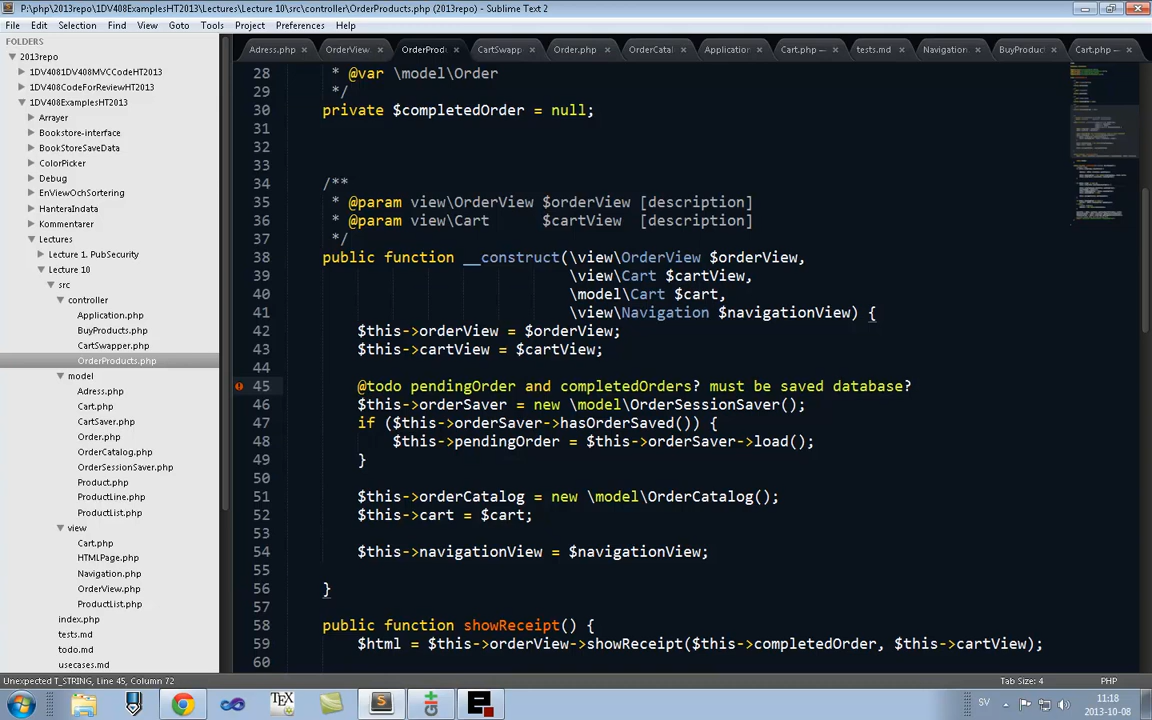 P:\php\2013repo\1DV408ExamplesHT2013\Lectures\Lecture 10\src\controller\OrderProducts.php (2013repo) - Sublime Text 2
File Edit Selection Find View Goto Tools Project Preferences Help
FOLDERS
2013repo
1DV4081DV408MVCCodeHT2013
1DV408CodeForReviewHT2013
1DV408ExamplesHT2013
Arrayer
Bookstore-interface
BookStoreSaveData
ColorPicker
Debug
EnViewOchSortering
HanteraIndata
Kommentarer
Lectures
Lecture 1. PubSecurity
Lecture 10
src
controller
Application.php
BuyProducts.php
CartSwapper.php
OrderProducts.php
model
Adress.php
Cart.php
CartSaver.php
Order.php
OrderCatalog.php
OrderSessionSaver.php
Product.php
ProductLine.php
ProductList.php
view
Cart.php
HTMLPage.php
Navigation.php
OrderView.php
ProductList.php
index.php
tests.md
todo.md
usecases.md
Adress.php × OrderView × OrderProd × CartSwapp × Order.php × OrderCatal × Application × Cart.php — × tests.md × Navigation × BuyProduct × Cart.php — ×
28 * @var \model\Order
29 */
30 private $completedOrder = null;
31
32
33
34 /**
35 * @param view\OrderView $orderView [description]
36 * @param view\Cart $cartView [description]
37 */
38 public function __construct(\view\OrderView $orderView,
39 \view\Cart $cartView,
40 \model\Cart $cart,
41 \view\Navigation $navigationView) {
42 $this->orderView = $orderView;
43 $this->cartView = $cartView;
44
45 @todo pendingOrder and completedOrders? must be saved database?
46 $this->orderSaver = new \model\OrderSessionSaver();
47 if ($this->orderSaver->hasOrderSaved()) {
48 $this->pendingOrder = $this->orderSaver->load();
49 }
50
51 $this->orderCatalog = new \model\OrderCatalog();
52 $this->cart = $cart;
53
54 $this->navigationView = $navigationView;
55
56 }
57
58 public function showReceipt() {
59 $html = $this->orderView->showReceipt($this->completedOrder, $this->cartView);
60
Unexpected T_STRING, Line 45, Column 72 Tab Size: 4 PHP
SV 11:18
2013-10-08